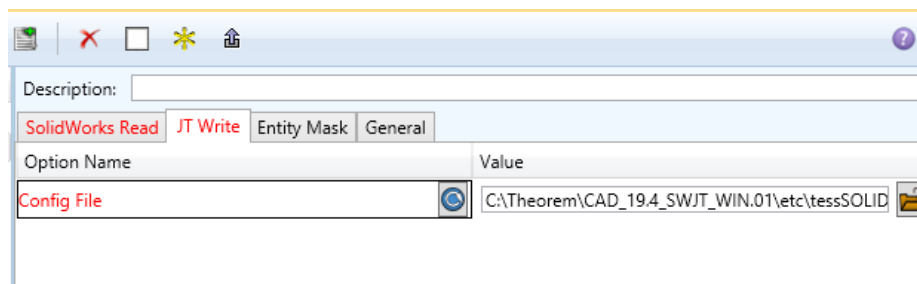 ?
Description:
SolidWorks Read JT Write Entity Mask General
Option Name Value
Config File C:\Theorem\CAD_19.4_SWJT_WIN.01\etc\tessSOLID